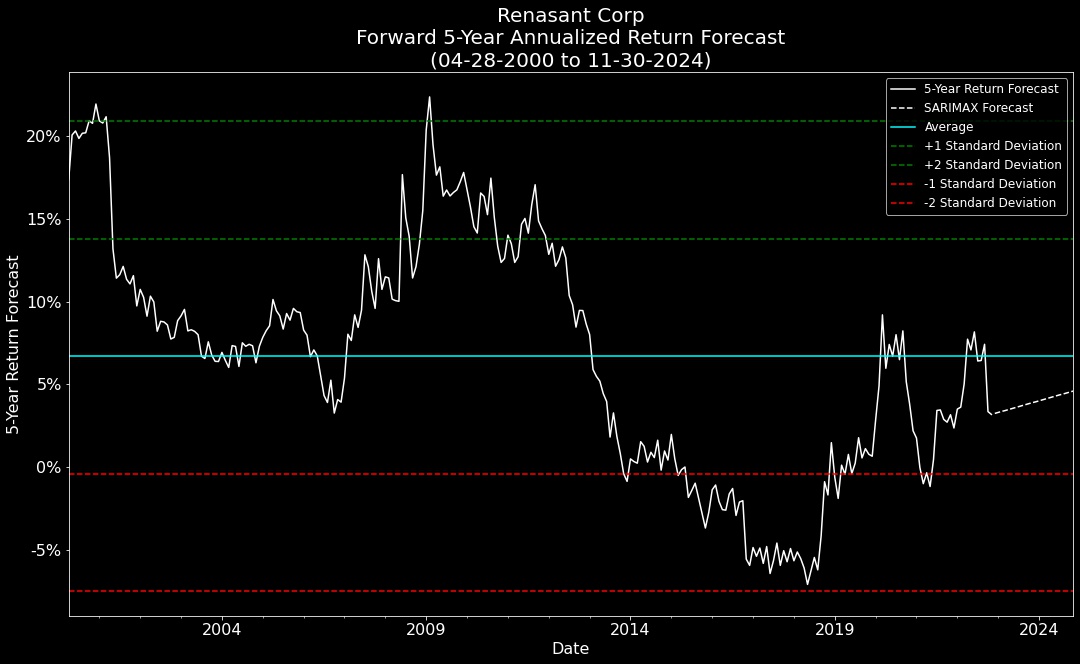 Renasant Corp
Forward 5-Year Annualized Return Forecast
(04-28-2000 to 11-30-2024)
5-Year Return Forecast
SARIMAX Forecast
Average
+1 Standard Deviation
+2 Standard Deviation
-1 Standard Deviation
-2 Standard Deviation
5-Year Return Forecast
20%
15%
10%
5%
0%
-5%
2004
2009
2014
2019
2024
Date